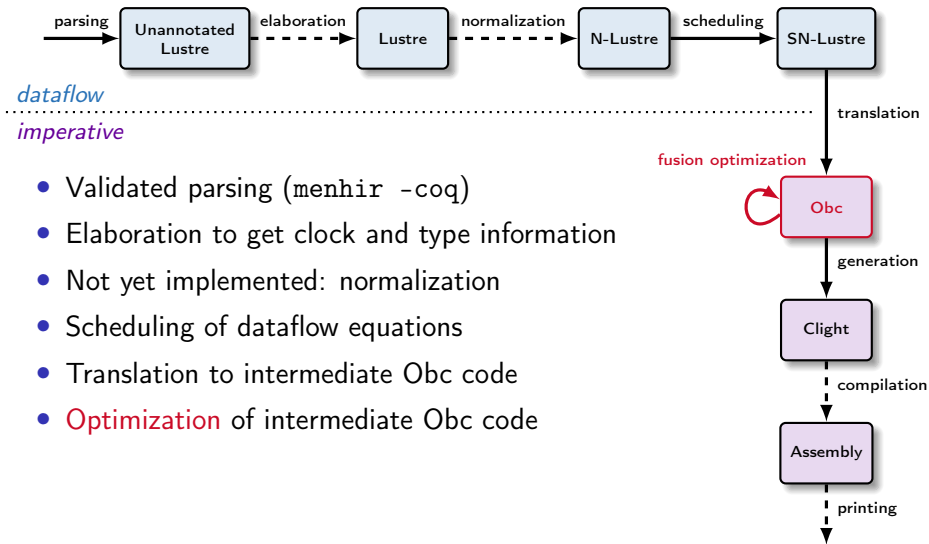 parsing
Unannotated
Lustre
elaboration
Lustre
normalization
N-Lustre
scheduling
SN-Lustre
dataflow
imperative
translation
fusion optimization
Obc
generation
Clight
compilation
Assembly
printing
• Validated parsing (menhir -coq)
• Elaboration to get clock and type information
• Not yet implemented: normalization
• Scheduling of dataflow equations
• Translation to intermediate Obc code
• Optimization of intermediate Obc code